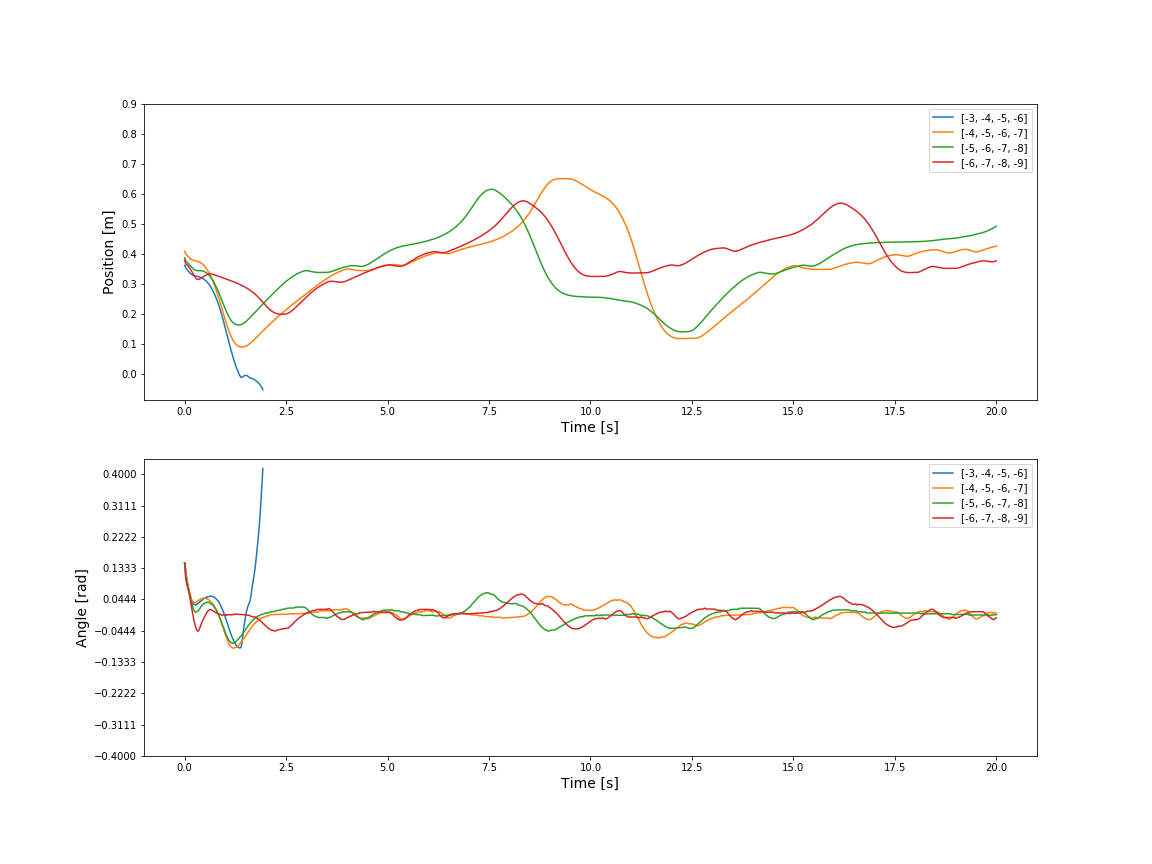 0.9
0.8
0.7
0.6
0.5
0.4
0.3
0.2
0.1
0.0
Position [m]
[-3, -4, -5, -6]
[-4, -5, -6, -7]
[-5, -6, -7, -8]
[-6, -7, -8, -9]
0.0 2.5 5.0 7.5 10.0 12.5 15.0 17.5 20.0
Time [s]
0.4000
0.3111
0.2222
0.1333
0.0444
−0.0444
−0.1333
−0.2222
−0.3111
−0.4000
Angle [rad]
[-3, -4, -5, -6]
[-4, -5, -6, -7]
[-5, -6, -7, -8]
[-6, -7, -8, -9]
0.0 2.5 5.0 7.5 10.0 12.5 15.0 17.5 20.0
Time [s]